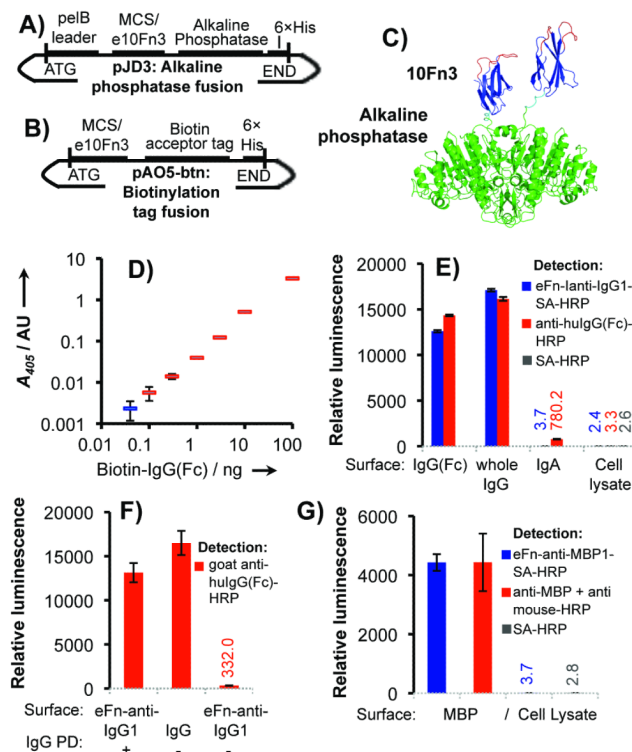 A)
pelB leader
MCS/ e10Fn3
Alkaline Phosphatase
6×His
ATG
END
pJD3: Alkaline phosphatase fusion
B)
MCS/ e10Fn3
Biotin acceptor tag
6× His
ATG
END
pAO5-btn: Biotinylation tag fusion
C)
10Fn3
Alkaline phosphatase
D)
A405 / AU
10
1
0.1
0.01
0.001
0.01
0.1
1
10
100
Biotin-IgG(Fc) / ng
E)
Relative luminescence
20000
15000
10000
5000
0
Detection:
eFn-Ianti-IgG1-SA-HRP
anti-huIgG(Fc)-HRP
SA-HRP
3.7
780.2
2.4
3.3
2.6
Surface:
IgG(Fc)
whole IgG
IgA
Cell lysate
F)
Relative luminescence
20000
15000
10000
5000
0
Detection:
goat anti-huIgG(Fc)-HRP
332.0
Surface:
eFn-anti-IgG1
IgG
eFn-anti-IgG1
IgG PD:
+
-
-
G)
Relative luminescence
6000
4000
2000
0
Detection:
eFn-anti-MBP1-SA-HRP
anti-MBP + anti mouse-HRP
SA-HRP
3.7
2.8
Surface:
MBP
/ Cell Lysate